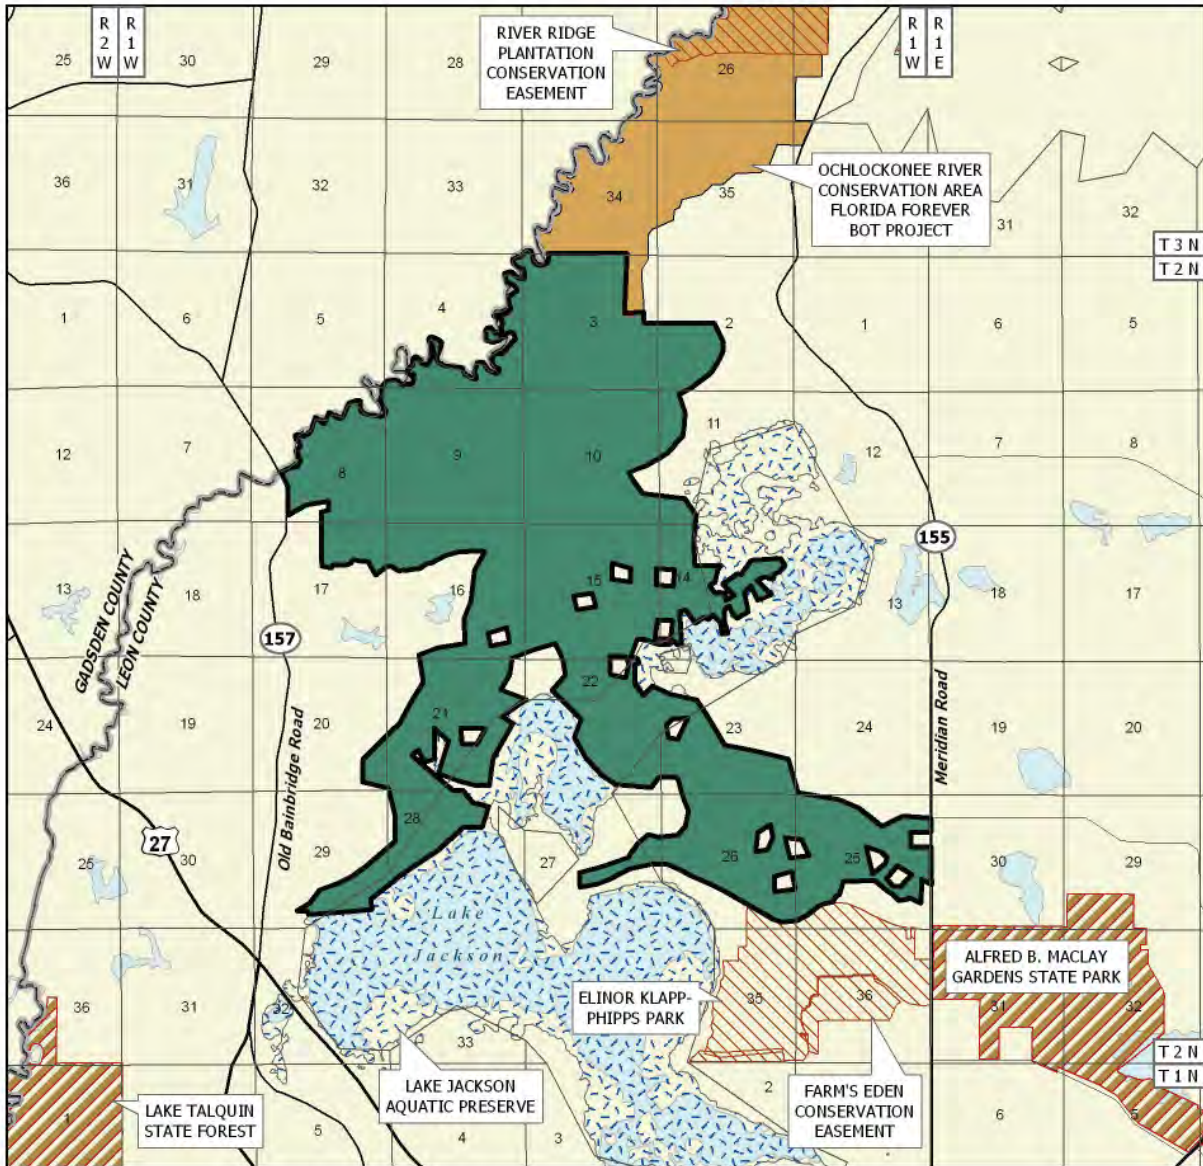 R
2
W
R
1
W
R
1
W
R
1
E
RIVER RIDGE
PLANTATION
CONSERVATION
EASEMENT
25
30
29
28
26
OCHLOCKONEE RIVER
CONSERVATION AREA
FLORIDA FOREVER
BOT PROJECT
36
31
32
33
34
35
31
32
T 3 N
T 2 N
1
6
5
4
3
2
1
6
5
12
7
8
9
10
11
12
7
8
155
GADSDEN COUNTY
LEON COUNTY
13
18
17
16
15
14
13
18
17
157
24
19
20
21
22
23
24
19
20
Old Bainbridge Road
Meridian Road
27
25
30
29
28
27
26
25
30
29
Lake
Jackson
ALFRED B. MACLAY
GARDENS STATE PARK
ELINOR KLAPP-
PHIPPS PARK
36
31
32
33
35
36
31
32
LAKE JACKSON
AQUATIC PRESERVE
FARM'S EDEN
CONSERVATION
EASEMENT
T 2 N
T 1 N
LAKE TALQUIN
STATE FOREST
1
5
4
3
2
6
5